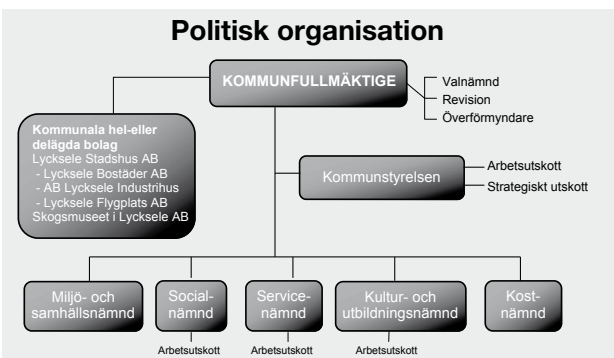 Politisk organisation
KOMMUNFULLMÄKTIGE
Valnämnd
Revision
Överförmyndare
Kommunala hel-eller
delägda bolag
Lycksele Stadshus AB
- Lycksele Bostäder AB
- AB Lycksele Industrihus
- Lycksele Flygplats AB
Skogsmuseet i Lycksele AB
Kommunstyrelsen
Arbetsutskott
Strategiskt utskott
Miljö- och
samhällsnämnd
Social-
nämnd
Service-
nämnd
Kultur- och
utbildningsnämnd
Kost-
nämnd
Arbetsutskott
Arbetsutskott
Arbetsutskott